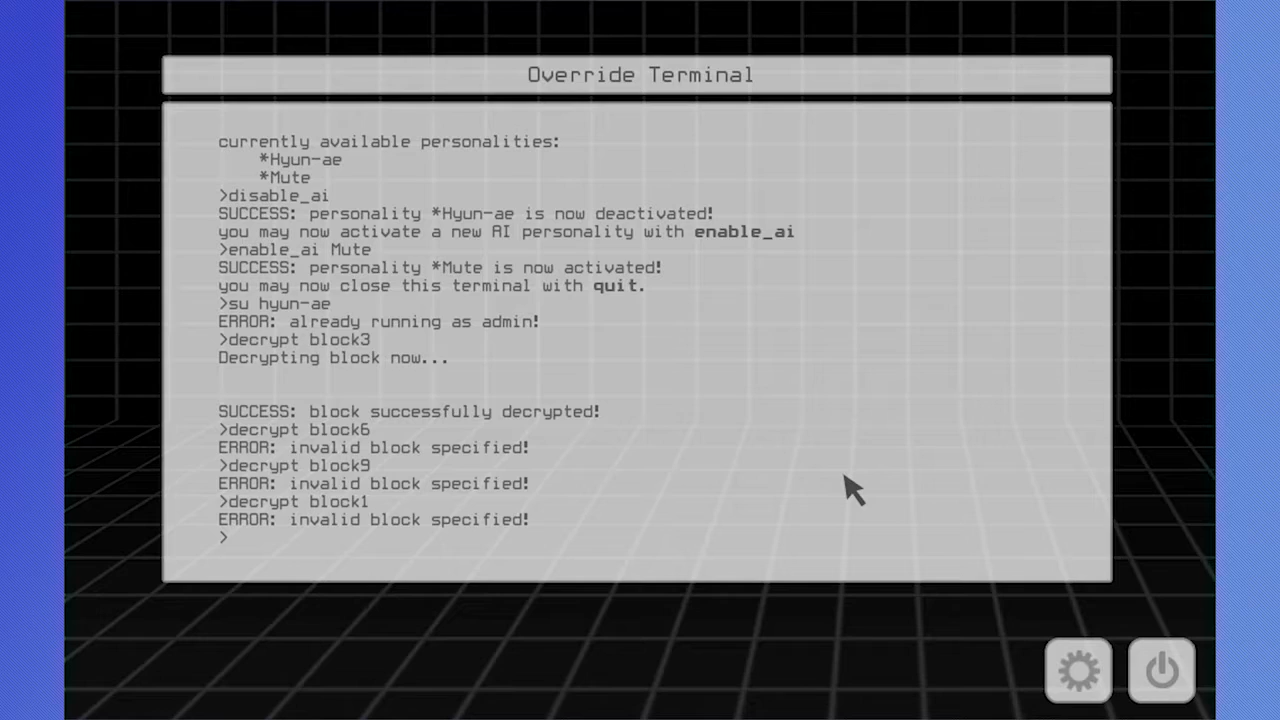 Override Terminal
currently available personalities:
*Hyun-ae
*Mute
>disable_ai
SUCCESS: personality *Hyun-ae is now deactivated!
you may now activate a new AI personality with enable_ai
>enable_ai Mute
SUCCESS: personality *Mute is now activated!
you may now close this terminal with quit.
>su hyun-ae
ERROR: already running as admin!
>decrypt block3
Decrypting block now...
SUCCESS: block successfully decrypted!
>decrypt block6
ERROR: invalid block specified!
>decrypt block9
ERROR: invalid block specified!
>decrypt block1
ERROR: invalid block specified!
>